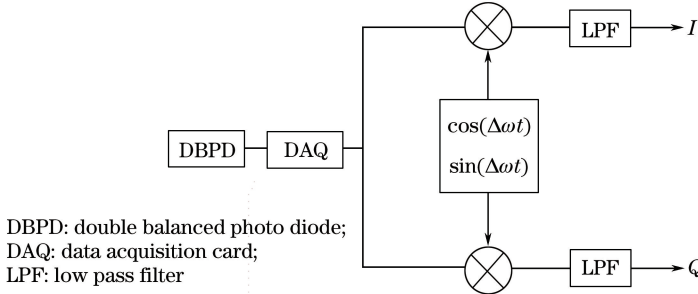 LPF
I
cos(Δωt)
sin(Δωt)
DBPD
DAQ
DBPD: double balanced photo diode;
DAQ: data acquisition card;
LPF: low pass filter
LPF
Q